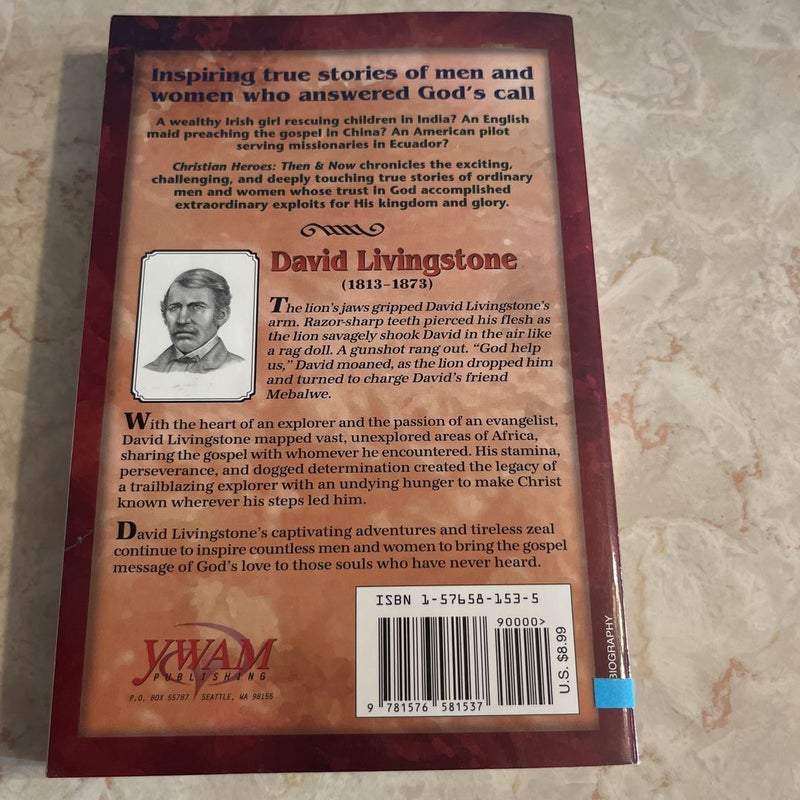 Inspiring true stories of men and
women who answered God's call
A wealthy Irish girl rescuing children in India? An English
maid preaching the gospel in China? An American pilot
serving missionaries in Ecuador?
Christian Heroes: Then & Now chronicles the exciting,
challenging, and deeply touching true stories of ordinary
men and women whose trust in God accomplished
extraordinary exploits for His kingdom and glory.
David Livingstone
(1813–1873)
The lion's jaws gripped David Livingstone's
arm. Razor-sharp teeth pierced his flesh as
the lion savagely shook David in the air like
a rag doll. A gunshot rang out. "God help
us," David moaned, as the lion dropped him
and turned to charge David's friend
Mebalwe.
With the heart of an explorer and the passion of an evangelist,
David Livingstone mapped vast, unexplored areas of Africa,
sharing the gospel with whomever he encountered. His stamina,
perseverance, and dogged determination created the legacy of
a trailblazing explorer with an undying hunger to make Christ
known wherever his steps led him.
David Livingstone's captivating adventures and tireless zeal
continue to inspire countless men and women to bring the gospel
message of God's love to those souls who have never heard.
YWAM
PUBLISHING
P.O. BOX 55787 SEATTLE, WA 98155
ISBN 1-57658-153-5
90000>
9 781576 581537
U.S. $8.99
BIOGRAPHY